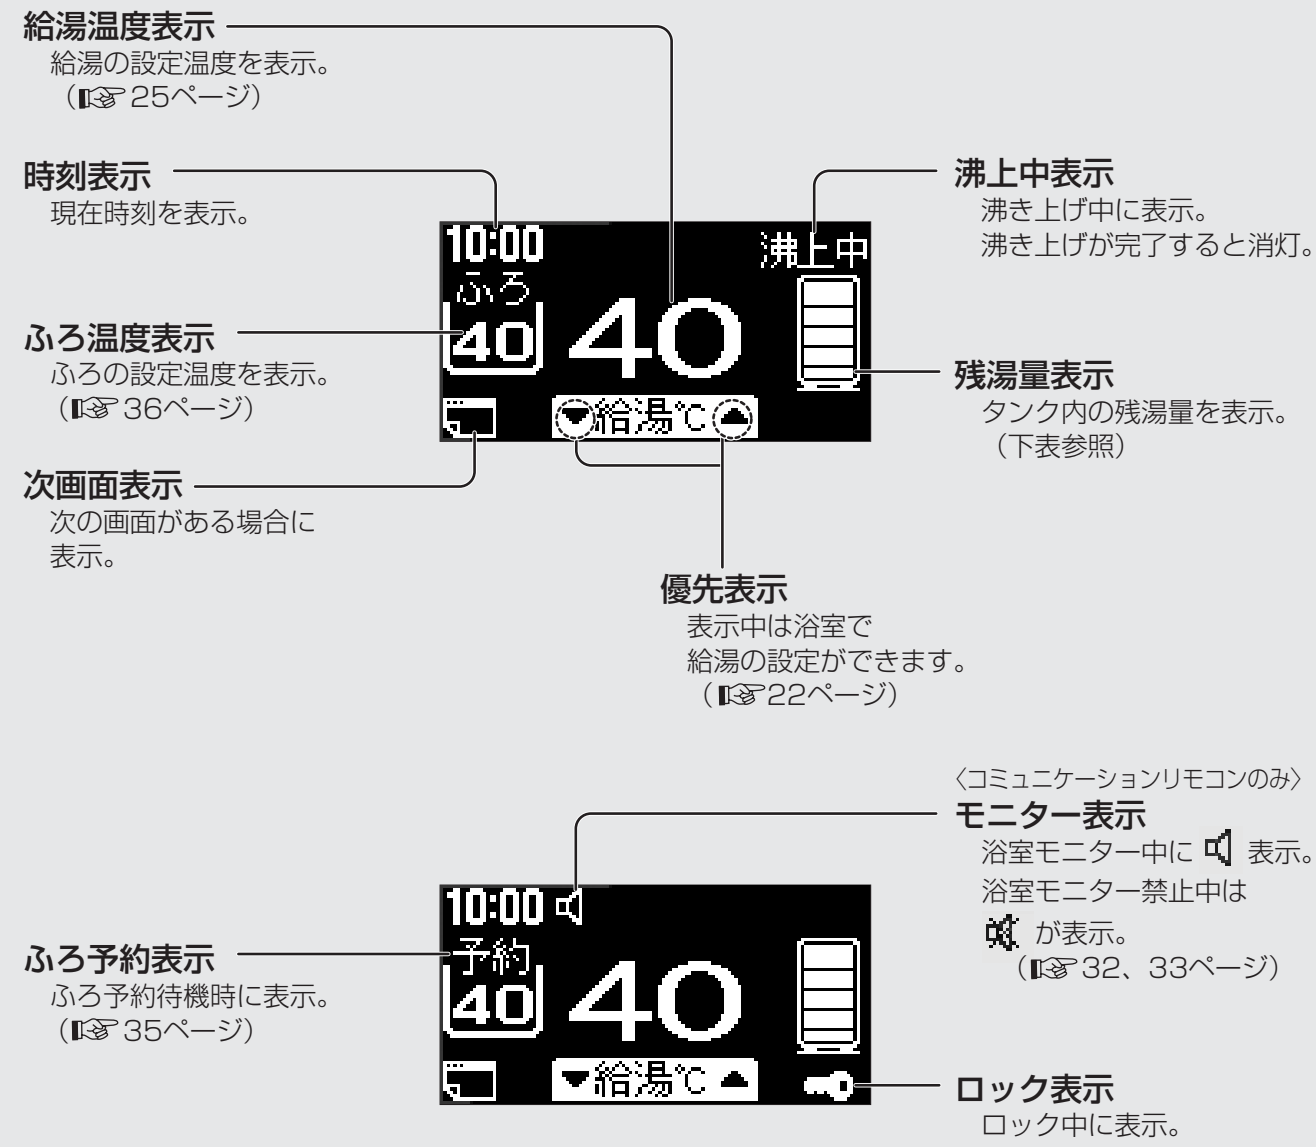 給湯温度表示
給湯の設定温度を表示。
（☞25ページ）
時刻表示
現在時刻を表示。
ふろ温度表示
ふろの設定温度を表示。
（☞36ページ）
次画面表示
次の画面がある場合に
表示。
10:00
沸上中
ふろ
40
40
▼給湯℃▲
沸上中表示
沸き上げ中に表示。
沸き上げが完了すると消灯。
残湯量表示
タンク内の残湯量を表示。
（下表参照）
優先表示
表示中は浴室で
給湯の設定ができます。
（☞22ページ）
〈コミュニケーションリモコンのみ〉
モニター表示
浴室モニター中に 表示。
浴室モニター禁止中は
が表示。
（☞32、33ページ）
ふろ予約表示
ふろ予約待機時に表示。
（☞35ページ）
10:00
予約
40
40
▼給湯℃▲
ロック表示
ロック中に表示。